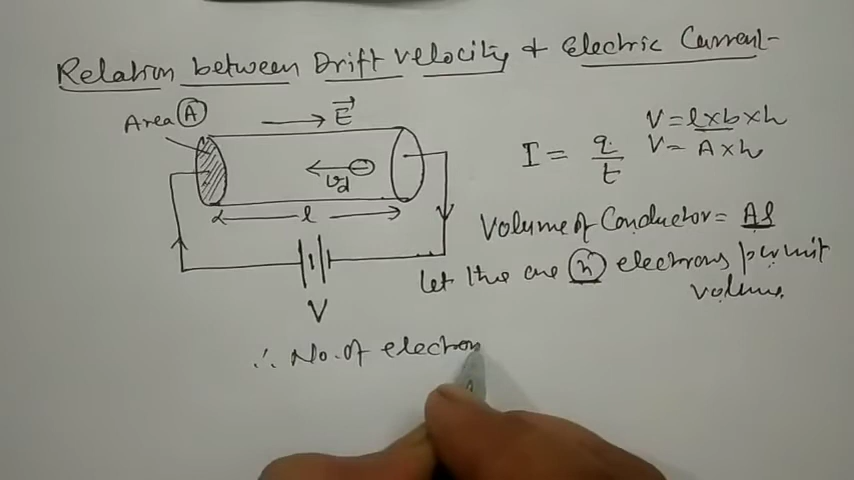 Relation between Drift Velocity & Electric Current-
Area A
E
V = l×b×h
I = q/t
V = A×h
Vd
l
Volume of Conductor = Al
let there are n electrons per unit
volume.
V
∴ No. of electron